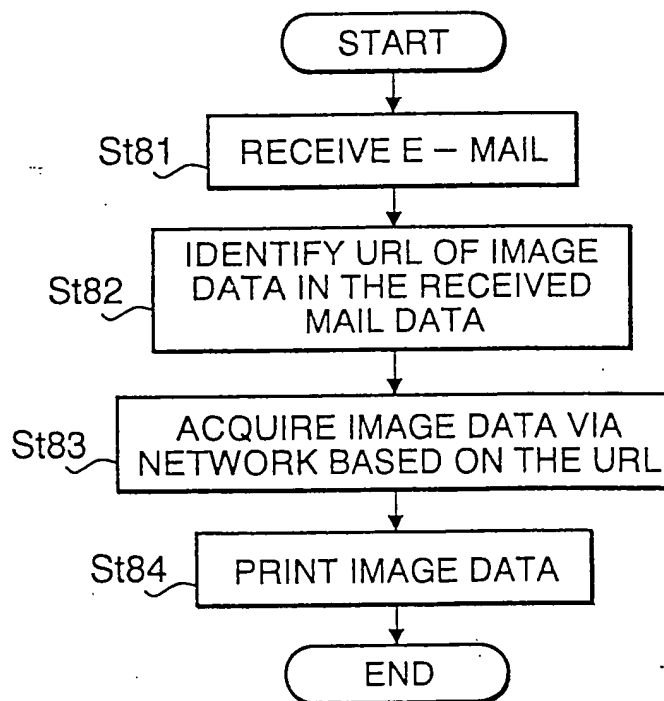 START
St81
RECEIVE E – MAIL
St82
IDENTIFY URL OF IMAGE
DATA IN THE RECEIVED
MAIL DATA
St83
ACQUIRE IMAGE DATA VIA
NETWORK BASED ON THE URL
St84
PRINT IMAGE DATA
END